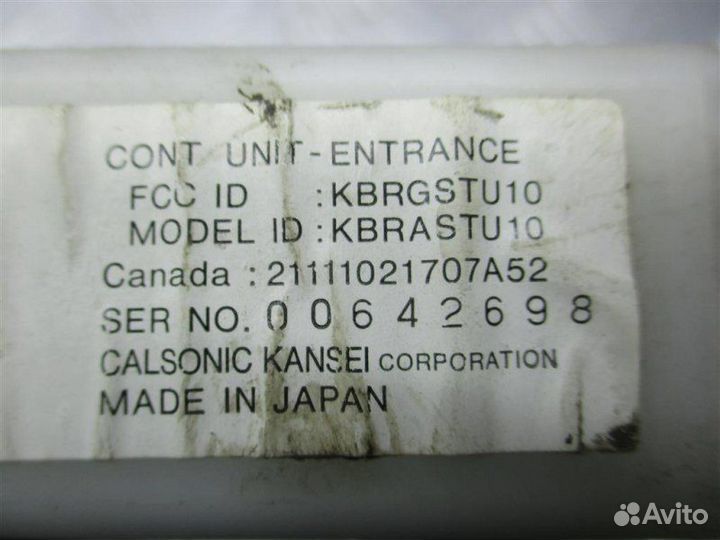 CONT UNIT-ENTRANCE
FCC ID :KBRGSTU10
MODEL ID :KBRASTU10
Canada :21111021707A52
SER NO. 00642698
CALSONIC KANSEI CORPORATION
MADE IN JAPAN
Avito